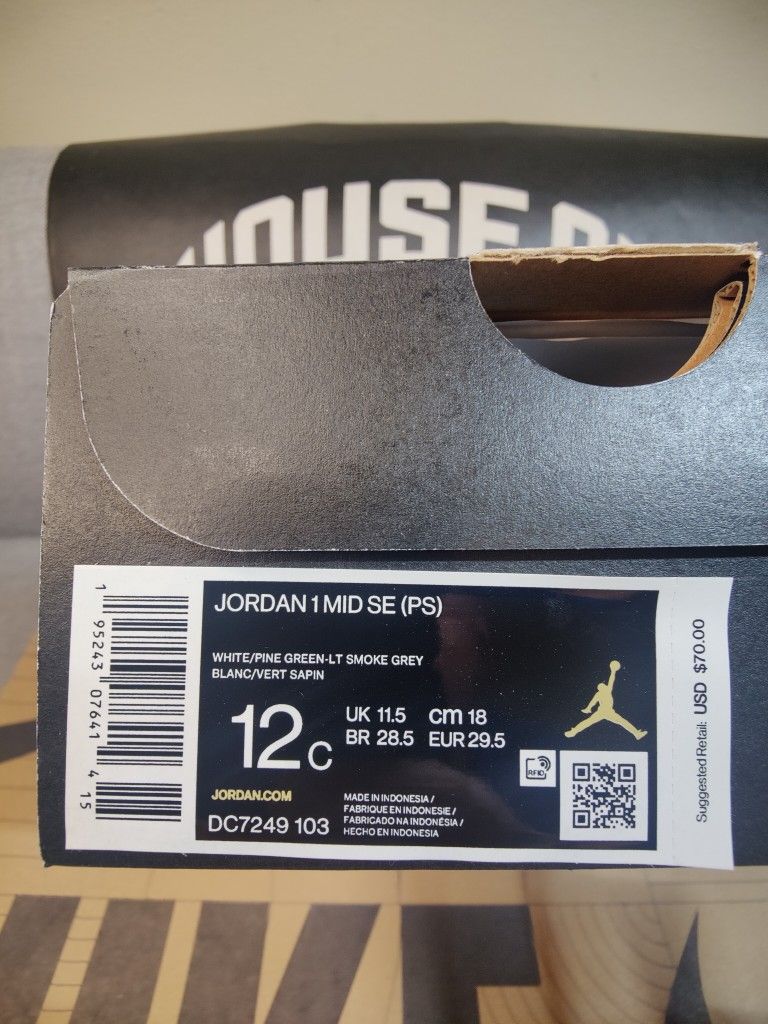 HOUSE O
JORDAN 1 MID SE (PS)
WHITE/PINE GREEN-LT SMOKE GREY
BLANC/VERT SAPIN
12C
UK 11.5 cm 18
BR 28.5 EUR 29.5
JORDAN.COM
DC7249 103
MADE IN INDONESIA /
FABRIQUE EN INDONESIE /
FABRICADO NA INDONÉSIA /
HECHO EN INDONESIA
RFID
1 95243 07641 4 15
Suggested Retail: USD $70.00